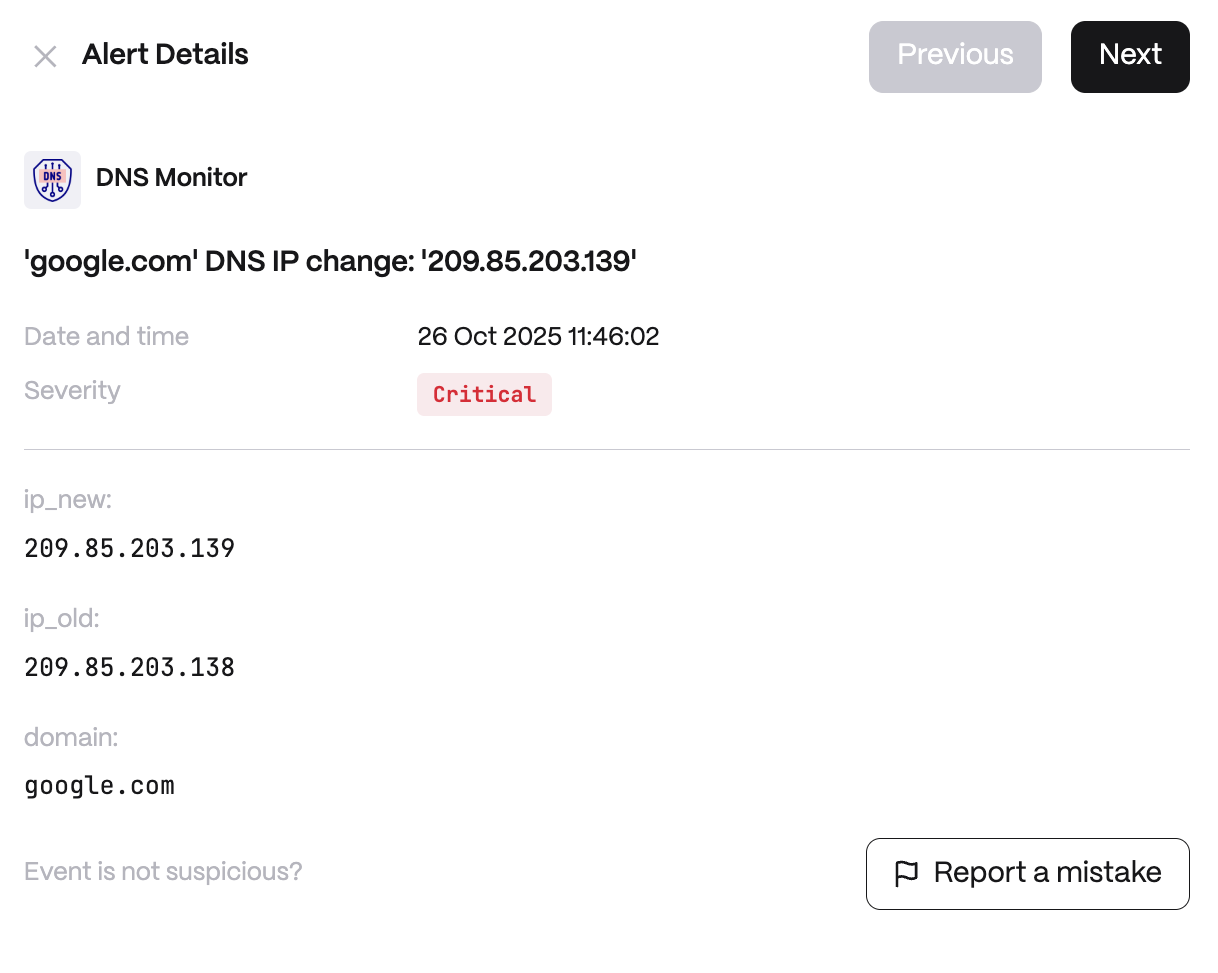 Alert Details
Previous
Next
DNS
DNS Monitor
'google.com' DNS IP change: '209.85.203.139'
Date and time
26 Oct 2025 11:46:02
Severity
Critical
ip_new:
209.85.203.139
ip_old:
209.85.203.138
domain:
google.com
Event is not suspicious?
Report a mistake